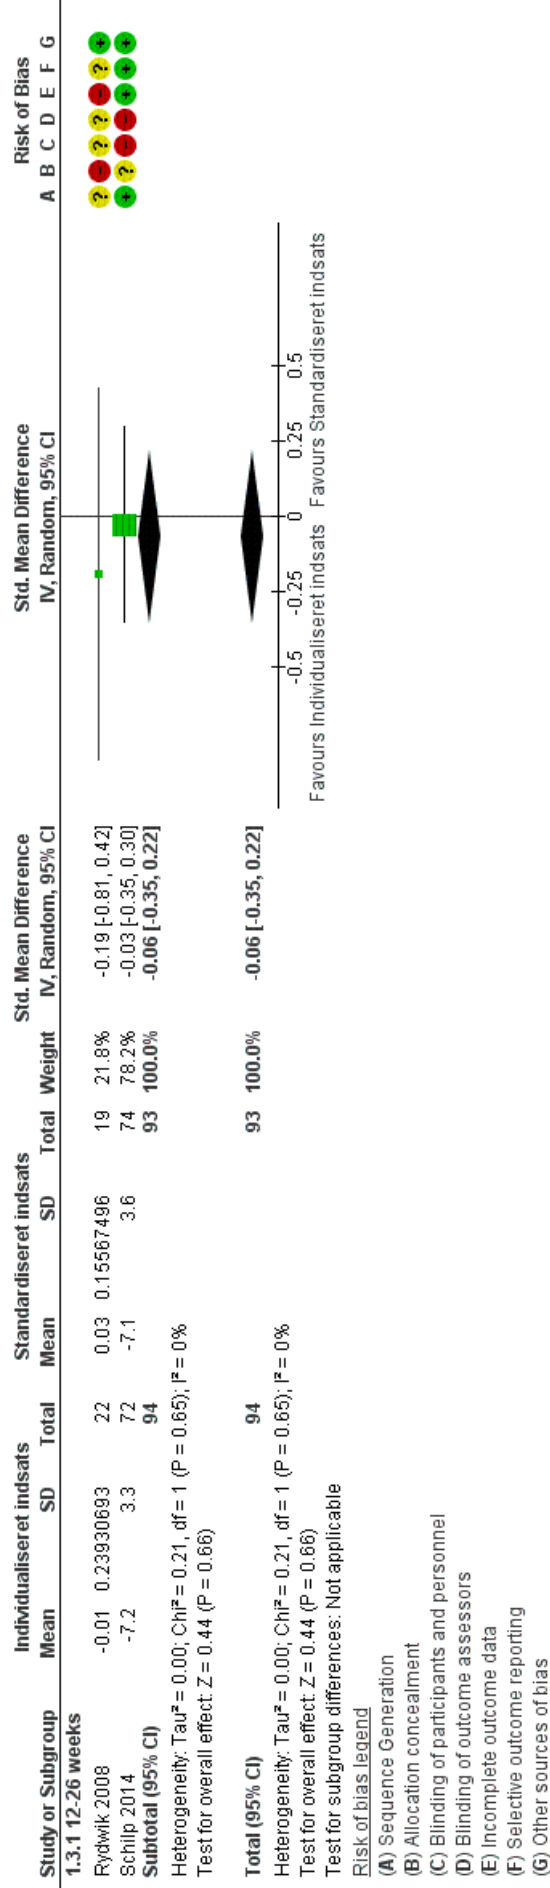 Individualiseret indsats Standardiseret indsats Std. Mean Difference Std. Mean Difference Risk of Bias
Study or Subgroup Mean SD Total Mean SD Total Weight IV, Random, 95% CI IV, Random, 95% CI A B C D E F G
1.3.1 12-26 weeks
Rydwik 2008 -0.01 0.23930693 22 0.03 0.15567496 19 21.8% -0.19 [-0.81, 0.42] ? - ? ? - ? +
Schilp 2014 -7.2 3.3 72 -7.1 3.6 74 78.2% -0.03 [-0.35, 0.30] + ? - - + + +
Subtotal (95% CI) 94 93 100.0% -0.06 [-0.35, 0.22]
Heterogeneity: Tau² = 0.00; Chi² = 0.21, df = 1 (P = 0.65); I² = 0%
Test for overall effect: Z = 0.44 (P = 0.66)
Total (95% CI) 94 93 100.0% -0.06 [-0.35, 0.22]
Heterogeneity: Tau² = 0.00; Chi² = 0.21, df = 1 (P = 0.65); I² = 0%
-0.5 -0.25 0 0.25 0.5
Test for overall effect: Z = 0.44 (P = 0.66)
Favours Individualiseret indsats Favours Standardiseret indsats
Test for subgroup differences: Not applicable
Risk of bias legend
(A) Sequence Generation
(B) Allocation concealment
(C) Blinding of participants and personnel
(D) Blinding of outcome assessors
(E) Incomplete outcome data
(F) Selective outcome reporting
(G) Other sources of bias